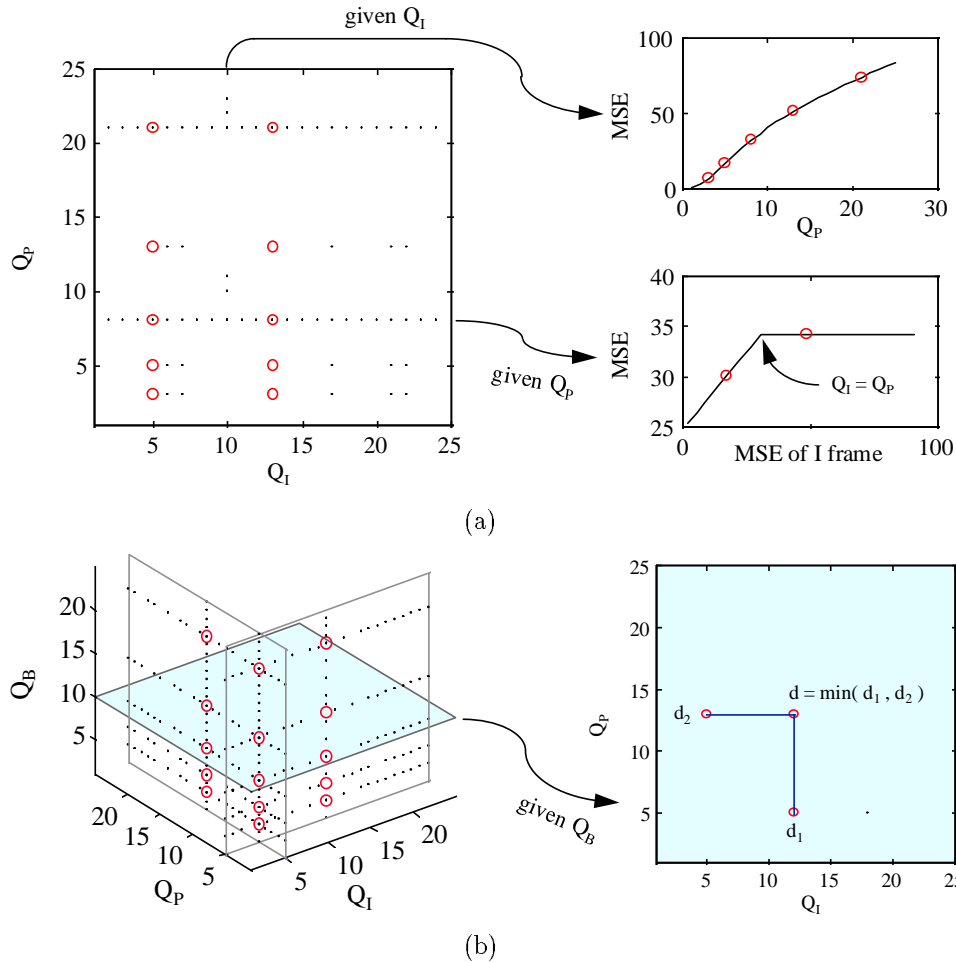 (a)
given Q_I
25
20
15
10
5
Q_P
5
10
15
20
25
Q_I
100
50
0
MSE
0
10
20
30
Q_P
given Q_P
40
35
30
25
MSE
Q_I = Q_P
0
MSE of I frame
100
(a)
20
15
10
5
Q_B
20
15
10
5
Q_P
5
10
15
20
Q_I
given Q_B
25
20
15
10
5
Q_P
d = min( d_1 , d_2 )
d_2
d_1
5
10
15
20
25
Q_I
(b)